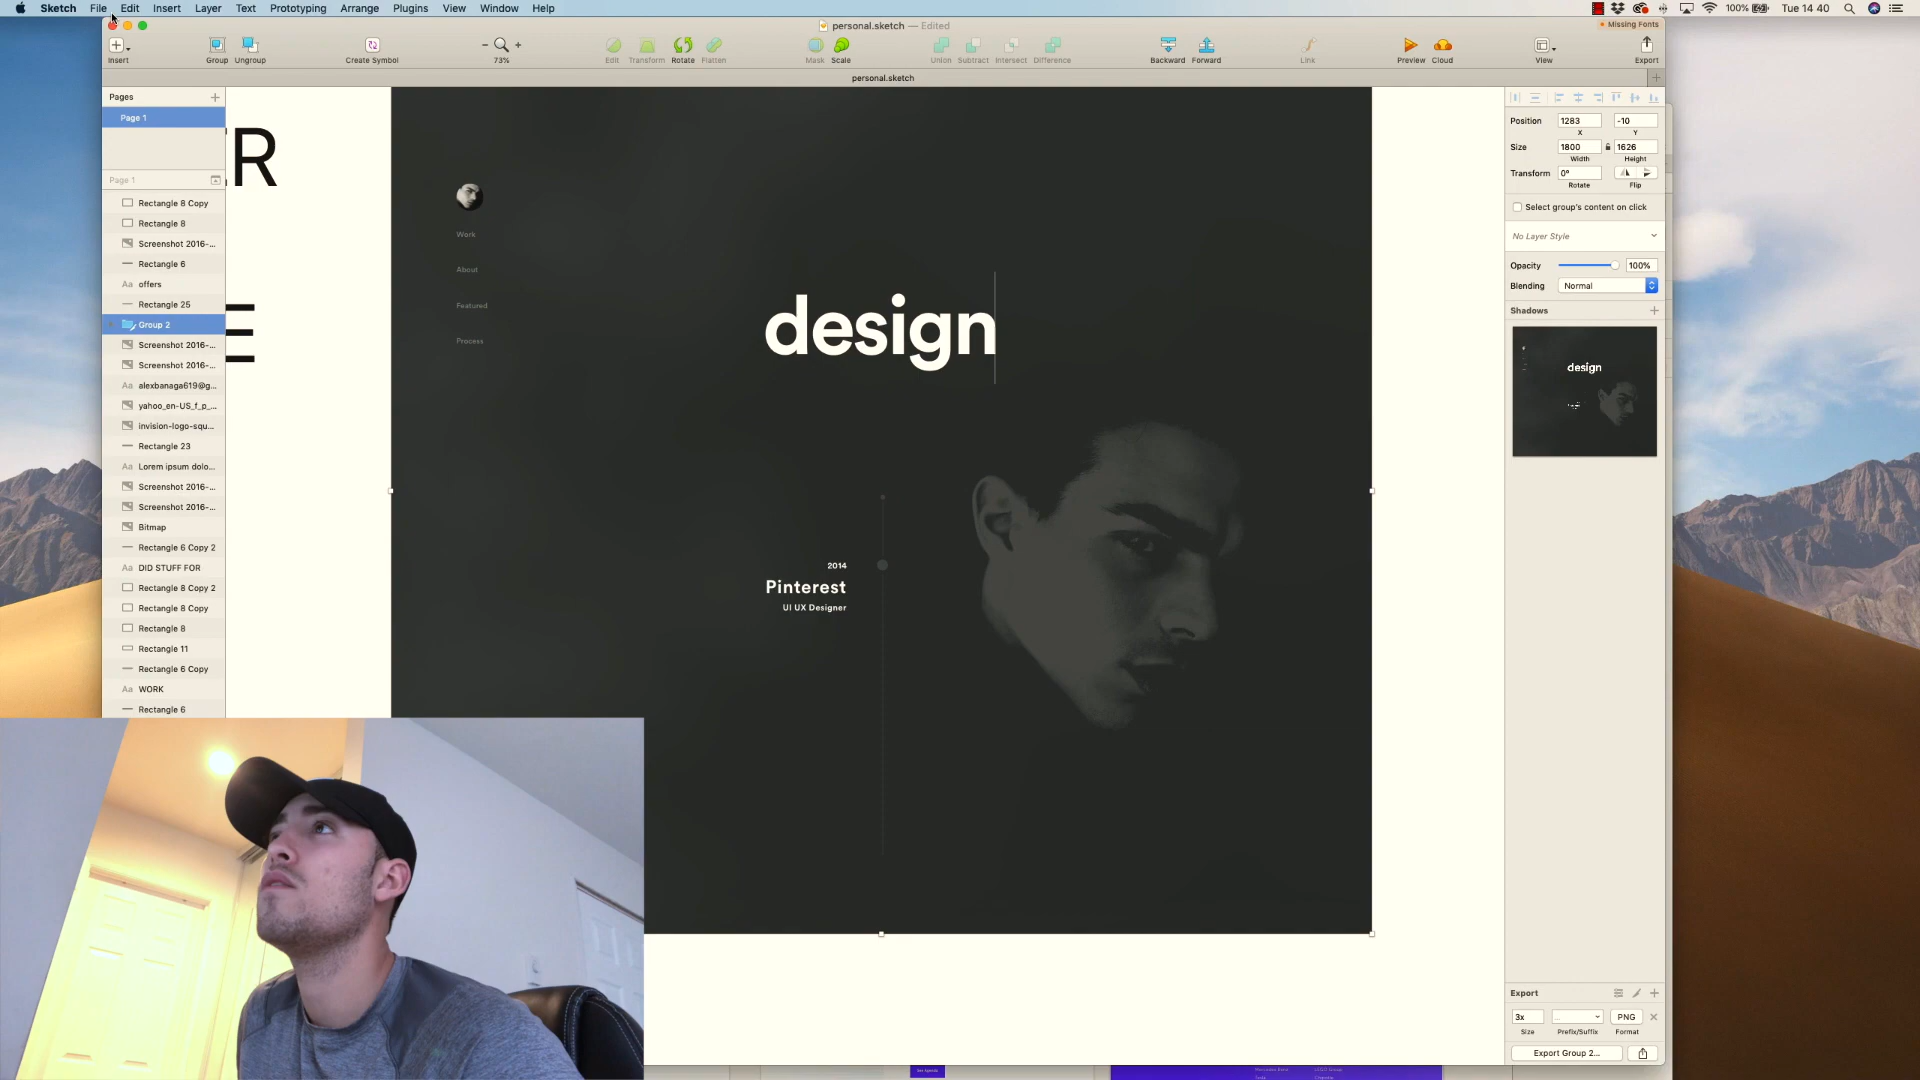 Sketch File Edit Insert Layer Text Prototyping Arrange Plugins View Window Help 100% Tue 14 40
personal.sketch — Edited Missing Fonts
Insert Group Ungroup Create Symbol 73% Edit Transform Rotate Flatten Mask Scale Union Subtract Intersect Difference Backward Forward Link Preview Cloud View Export
personal.sketch
Pages
Page 1
Page 1
Rectangle 8 Copy
Rectangle 8
Screenshot 2016-...
Rectangle 6
offers
Rectangle 25
Group 2
Screenshot 2016-...
Screenshot 2016-...
alexbanaga619@g...
yahoo_en-US_f_p_...
invision-logo-squ...
Rectangle 23
Lorem ipsum dolo...
Screenshot 2016-...
Screenshot 2016-...
Bitmap
Rectangle 6 Copy 2
DID STUFF FOR
Rectangle 8 Copy 2
Rectangle 8 Copy
Rectangle 8
Rectangle 11
Rectangle 6 Copy
WORK
Rectangle 6
R
E
Work
About
Featured
Process
design
2014
Pinterest
UI UX Designer
Position 1283 -10
X Y
Size 1800 1626
Width Height
Transform 0°
Rotate Flip
Select group's content on click
No Layer Style
Opacity 100%
Blending Normal
Shadows
design
Export
3x ... PNG
Size Prefix/Suffix Format
Export Group 2...